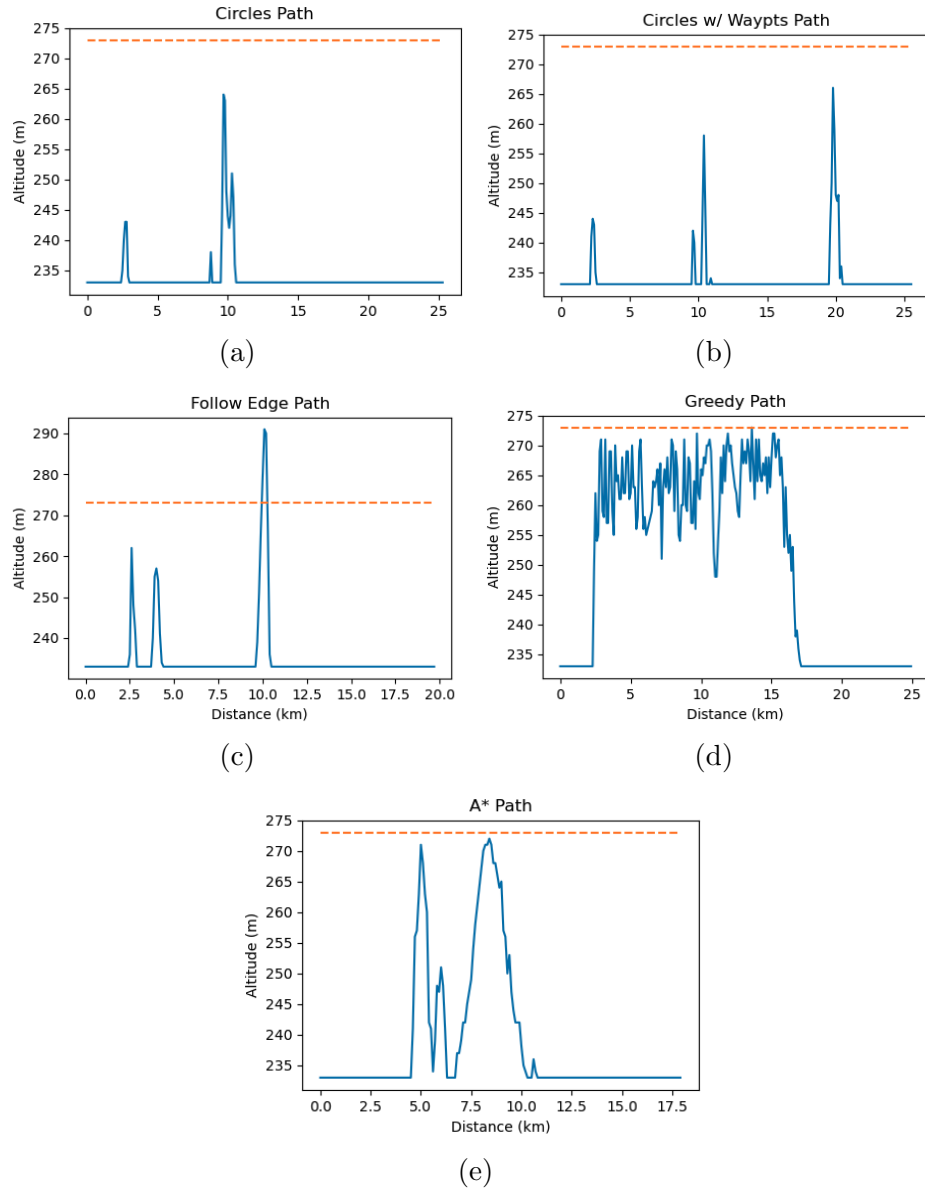 Circles Path
Altitude (m)
275
270
265
260
255
250
245
240
235
0 5 10 15 20 25
(a)
Circles w/ Waypts Path
Altitude (m)
275
270
265
260
255
250
245
240
235
0 5 10 15 20 25
(b)
Follow Edge Path
Altitude (m)
290
280
270
260
250
240
0.0 2.5 5.0 7.5 10.0 12.5 15.0 17.5 20.0
Distance (km)
(c)
Greedy Path
Altitude (m)
275
270
265
260
255
250
245
240
235
0 5 10 15 20 25
Distance (km)
(d)
A* Path
Altitude (m)
275
270
265
260
255
250
245
240
235
0.0 2.5 5.0 7.5 10.0 12.5 15.0 17.5
Distance (km)
(e)